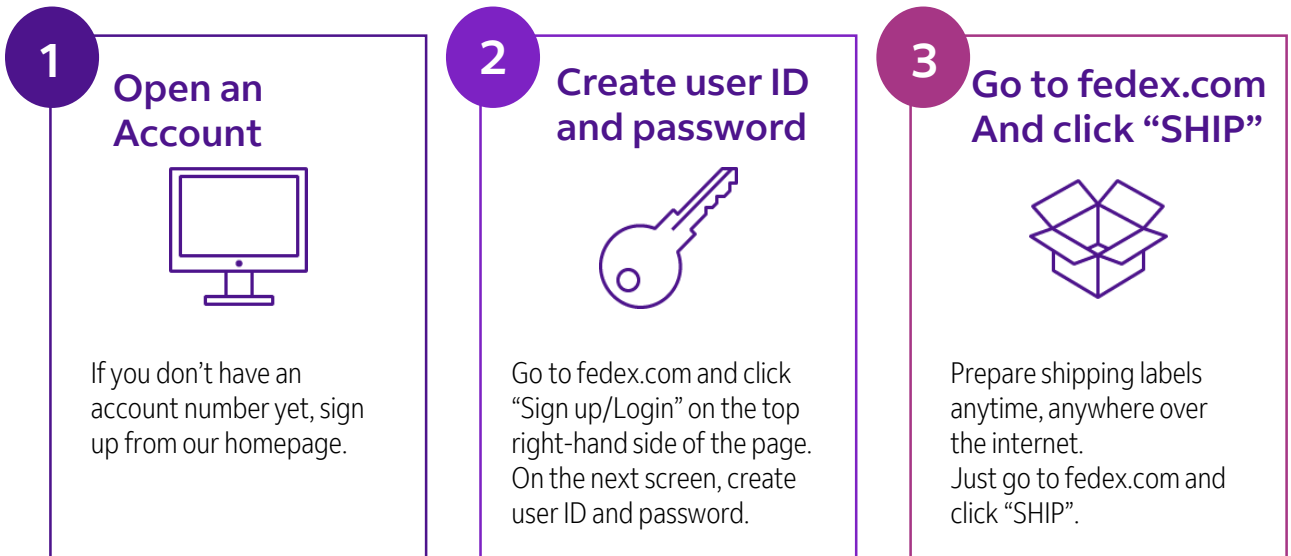 1
Open an
Account
If you don’t have an
account number yet, sign
up from our homepage.
2
Create user ID
and password
Go to fedex.com and click
“Sign up/Login” on the top
right-hand side of the page.
On the next screen, create
user ID and password.
3
Go to fedex.com
And click “SHIP”
Prepare shipping labels
anytime, anywhere over
the internet.
Just go to fedex.com and
click “SHIP”.